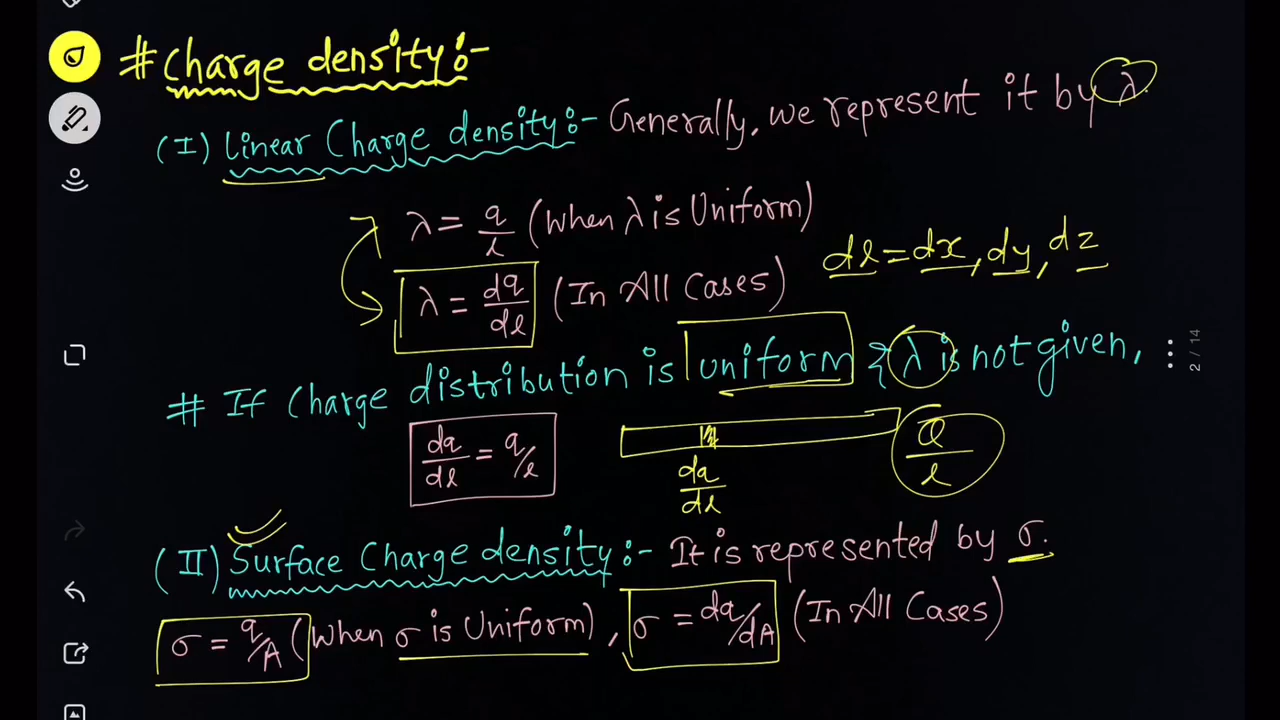 # Charge density :-
(I) Linear Charge density :- Generally, we represent it by λ.
λ = q/l (When λ is Uniform)
λ = dq/dl (In All Cases)
dl = dx, dy, dz
# If Charge distribution is uniform & λ is not given,
dq/dl = q/l
dq/dl
Q/l
(II) Surface Charge density :- It is represented by σ.
σ = q/A (When σ is Uniform), σ = dq/dA (In All Cases)
2 / 14